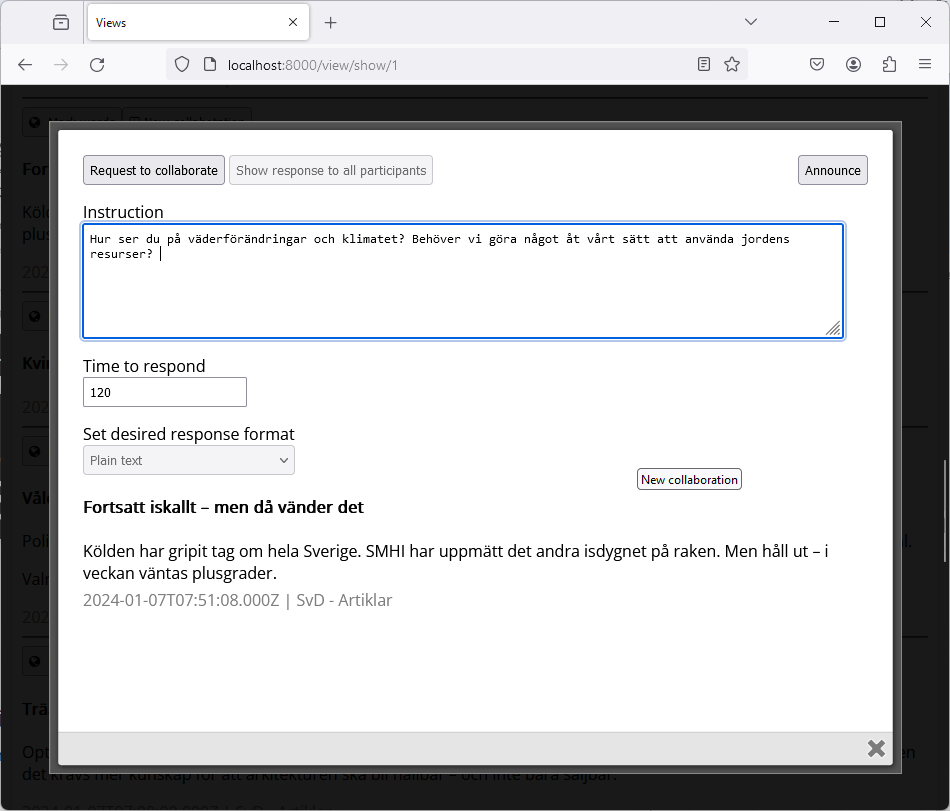 Views
localhost:8000/view/show/1
Request to collaborate
Show response to all participants
Announce
Instruction
Hur ser du på väderförändringar och klimatet? Behöver vi göra något åt vårt sätt att använda jordens
resurser?
Time to respond
120
Set desired response format
Plain text
New collaboration
Fortsatt iskallt – men då vänder det
Kölden har gripit tag om hela Sverige. SMHI har uppmätt det andra isdygnet på raken. Men håll ut – i
veckan väntas plusgrader.
2024-01-07T07:51:08.000Z | SvD - Artiklar
det krävs mer kunskap för att arkitekturen ska bli hållbar – och inte bara säljbar.